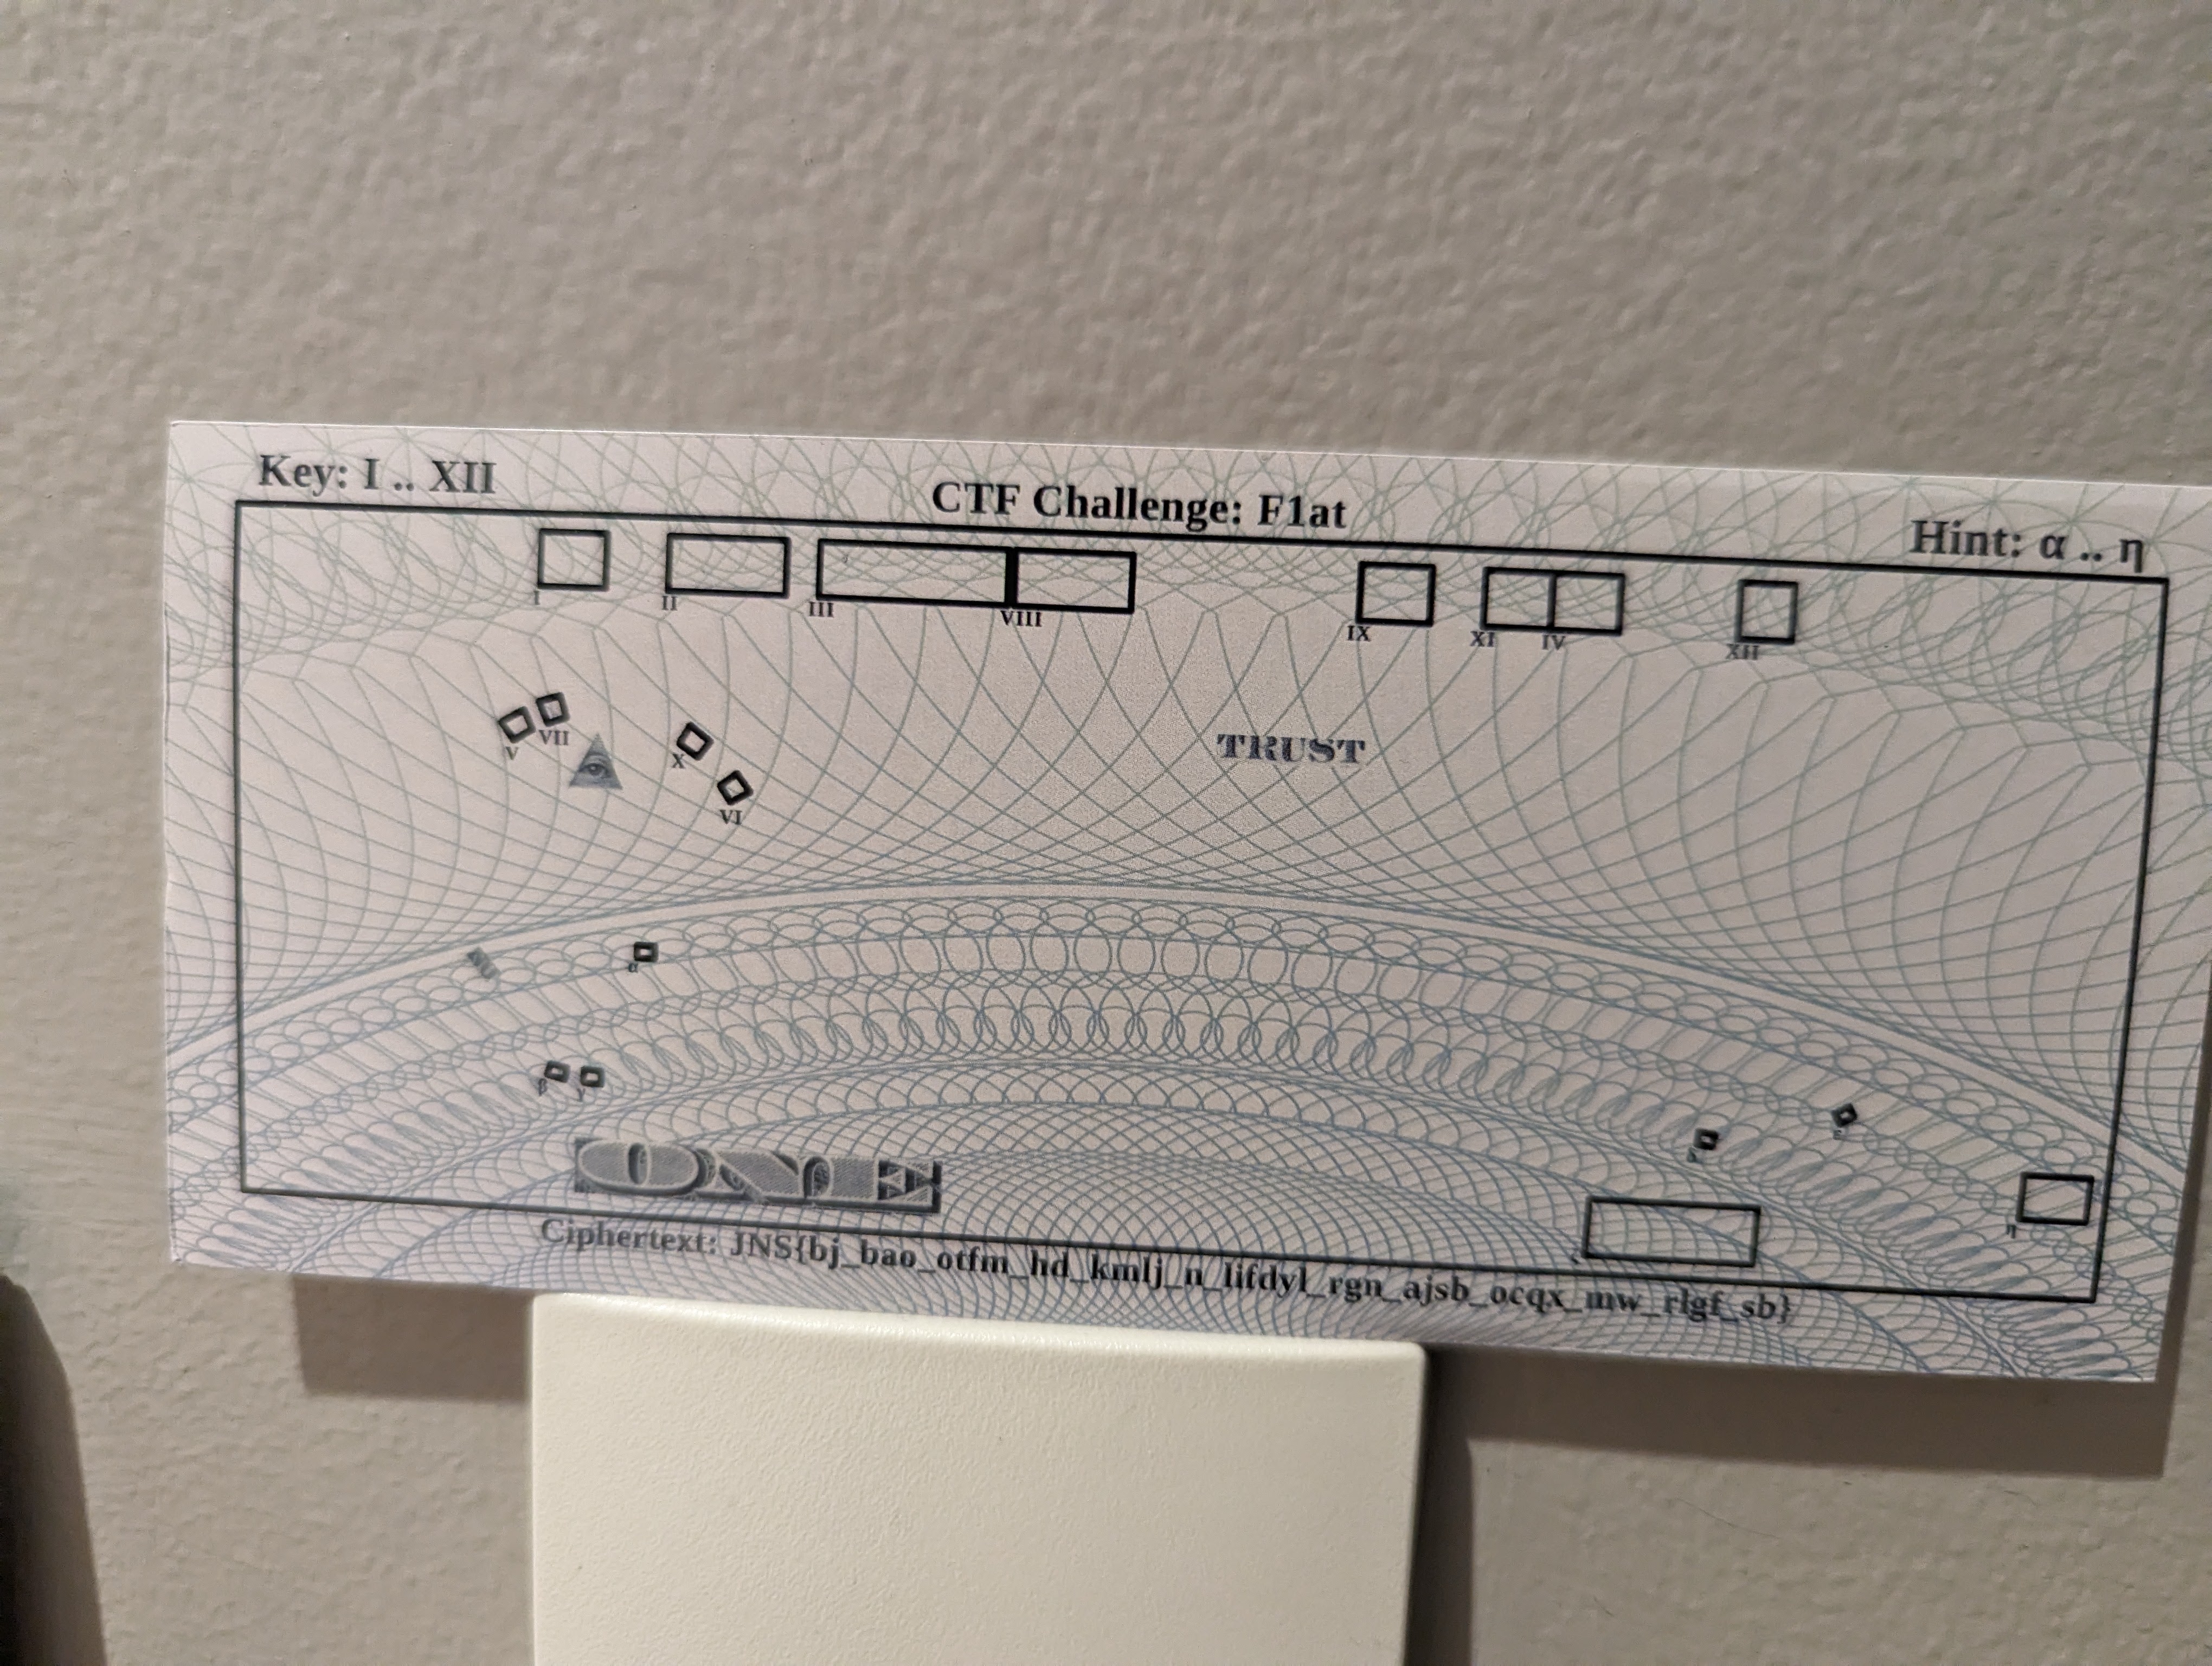 Key: I .. XII
CTF Challenge: F1at
Hint: α .. η
I
II
III
VIII
IX
XI
IV
XII
V
VII
X
VI
TRUST
α
β
γ
ε
η
ONE
Ciphertext: JNS{bj_bao_otfm_hd_kmlj_n_lifdyl_rgn_ajsb_ocqx_mw_rlgf_sb}